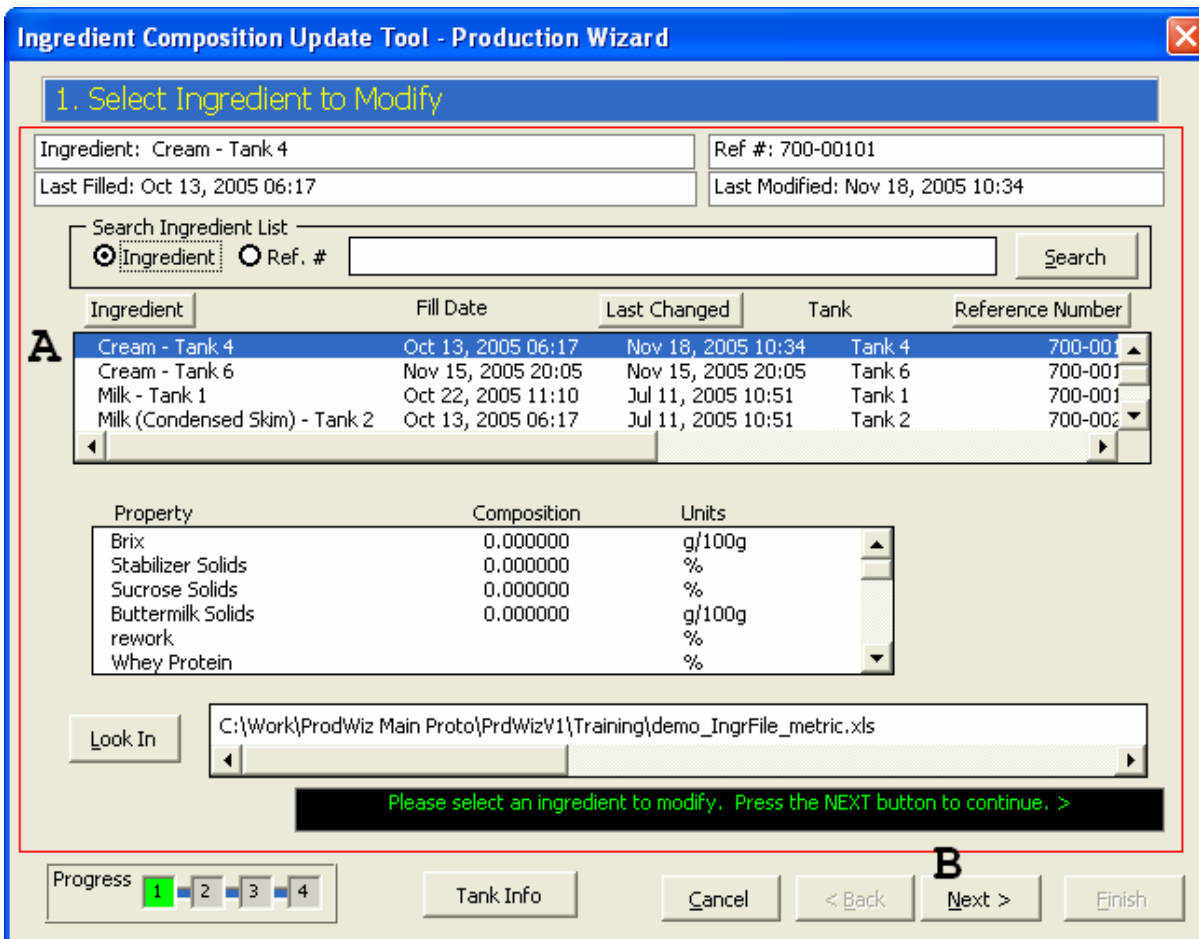 Ingredient Composition Update Tool - Production Wizard
1. Select Ingredient to Modify
Ingredient: Cream - Tank 4 Ref #: 700-00101
Last Filled: Oct 13, 2005 06:17 Last Modified: Nov 18, 2005 10:34
Search Ingredient List
Ingredient Ref. # Search
Ingredient Fill Date Last Changed Tank Reference Number
A Cream - Tank 4 Oct 13, 2005 06:17 Nov 18, 2005 10:34 Tank 4 700-001
Cream - Tank 6 Nov 15, 2005 20:05 Nov 15, 2005 20:05 Tank 6 700-001
Milk - Tank 1 Oct 22, 2005 11:10 Jul 11, 2005 10:51 Tank 1 700-001
Milk (Condensed Skim) - Tank 2 Oct 13, 2005 06:17 Jul 11, 2005 10:51 Tank 2 700-002
Property Composition Units
Brix 0.000000 g/100g
Stabilizer Solids 0.000000 %
Sucrose Solids 0.000000 %
Buttermilk Solids 0.000000 g/100g
rework %
Whey Protein %
Look In C:\Work\ProdWiz Main Proto\PrdWizV1\Training\demo_IngrFile_metric.xls
Please select an ingredient to modify. Press the NEXT button to continue. >
B
Progress 1 2 3 4 Tank Info Cancel < Back Next > Finish